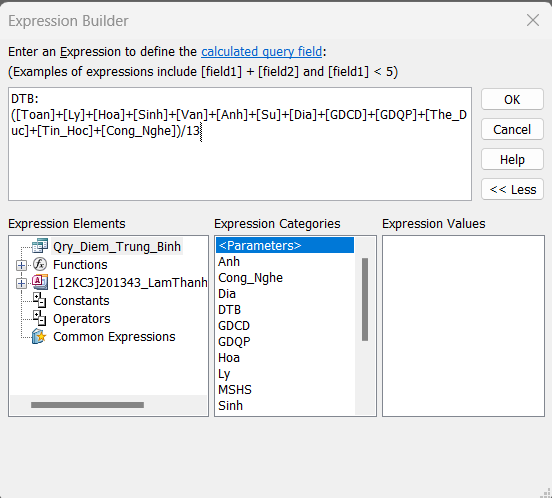 Expression Builder
Enter an Expression to define the calculated query field:
(Examples of expressions include [field1] + [field2] and [field1] < 5)
DTB:
([Toan]+[Ly]+[Hoa]+[Sinh]+[Van]+[Anh]+[Su]+[Dia]+[GDCD]+[GDQP]+[The_D
uc]+[Tin_Hoc]+[Cong_Nghe])/13
OK
Cancel
Help
<< Less
Expression Elements
Qry_Diem_Trung_Binh
Functions
[12KC3]201343_LamThanh
Constants
Operators
Common Expressions
Expression Categories
<Parameters>
Anh
Cong_Nghe
Dia
DTB
GDCD
GDQP
Hoa
Ly
MSHS
Sinh
Expression Values